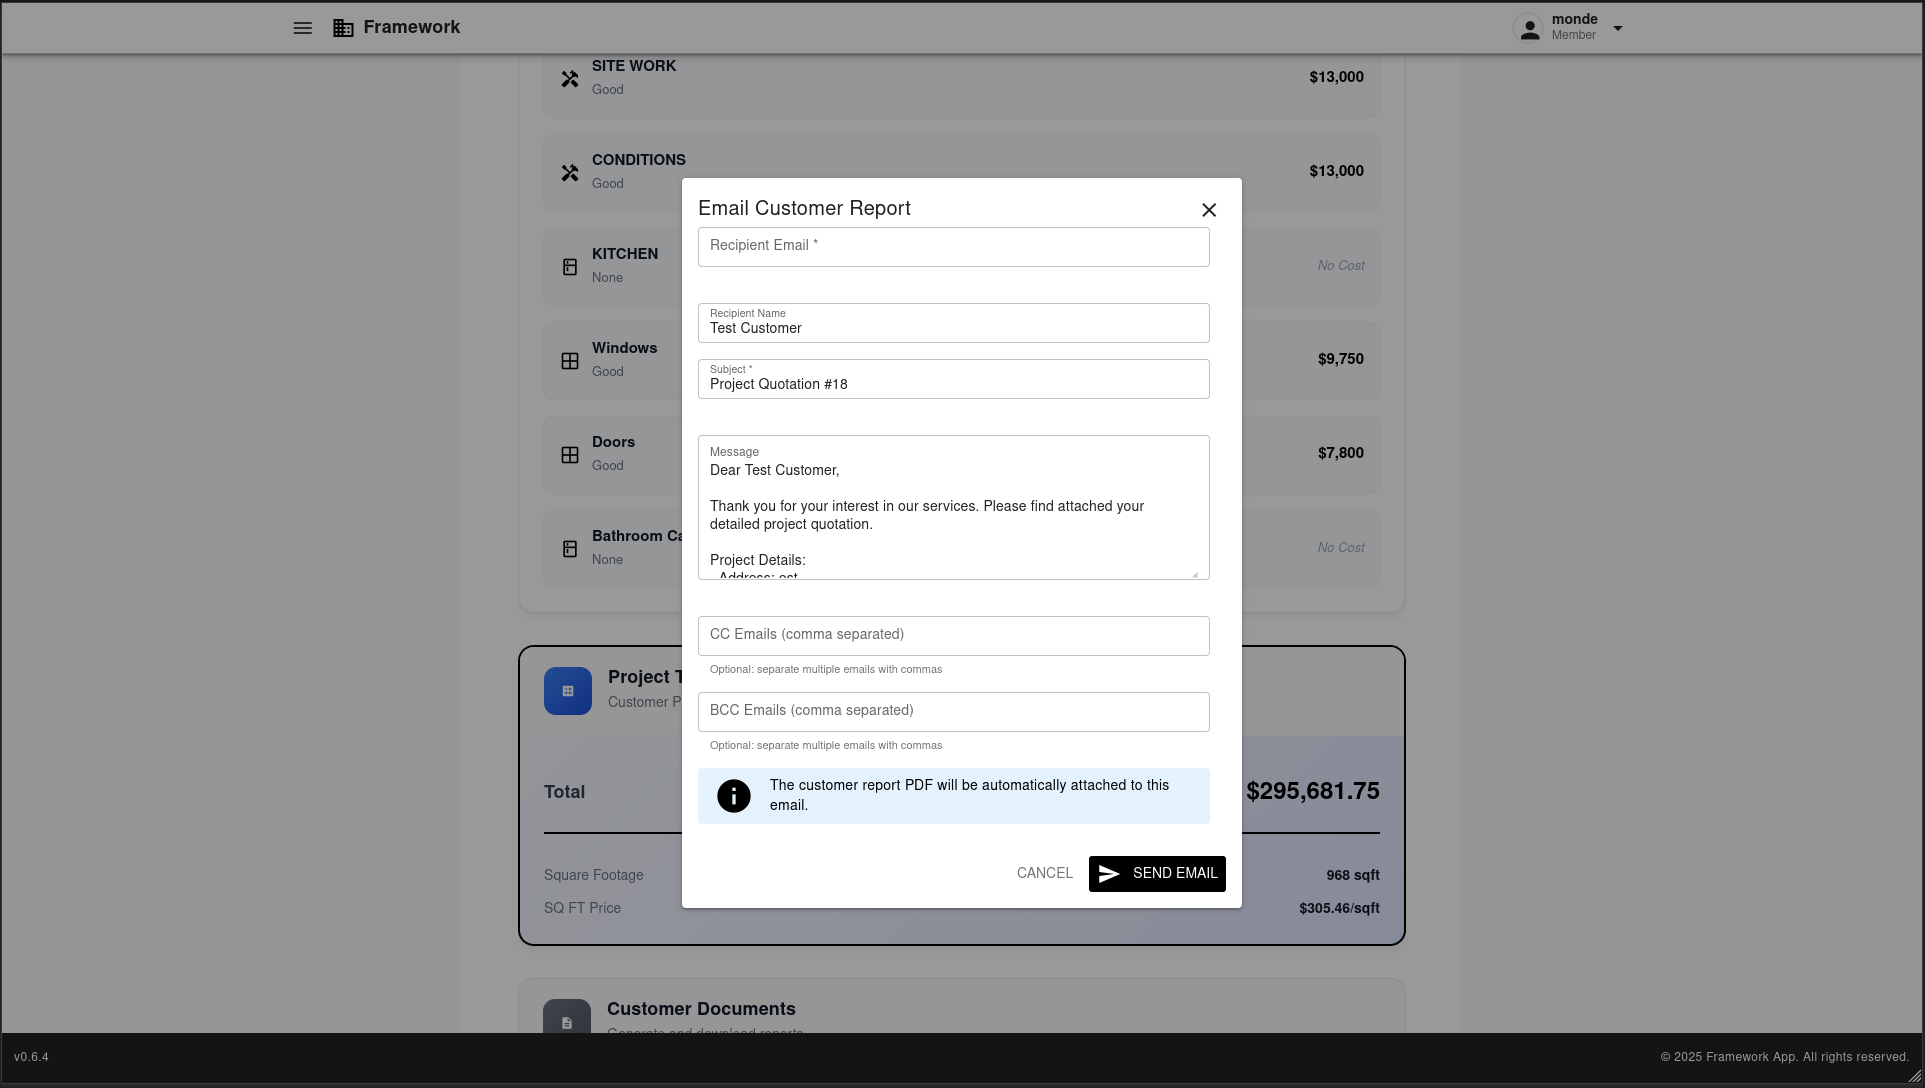 Framework
monde
Member
SITE WORK
Good
$13,000
CONDITIONS
Good
$13,000
KITCHEN
None
No Cost
Windows
Good
$9,750
Doors
Good
$7,800
Bathroom Ca
None
No Cost
Email Customer Report
Recipient Email *
Recipient Name
Test Customer
Subject *
Project Quotation #18
Message
Dear Test Customer,
Thank you for your interest in our services. Please find attached your
detailed project quotation.
Project Details:
Address: est
CC Emails (comma separated)
Optional: separate multiple emails with commas
BCC Emails (comma separated)
Optional: separate multiple emails with commas
The customer report PDF will be automatically attached to this
email.
CANCEL
SEND EMAIL
Project T
Customer P
Total
$295,681.75
Square Footage
968 sqft
SQ FT Price
$305.46/sqft
Customer Documents
Generate and download reports
v0.6.4
© 2025 Framework App. All rights reserved.